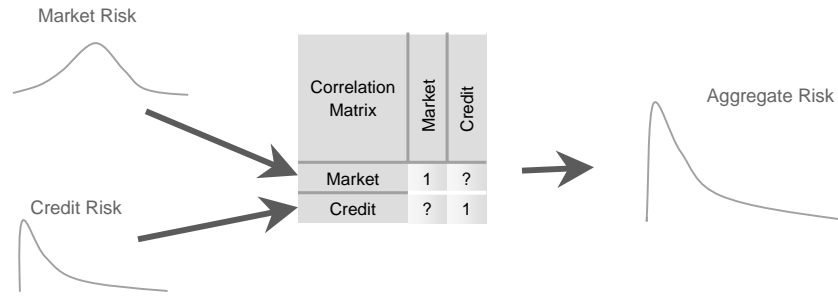 Market Risk
Credit Risk
Correlation
Matrix
Market
Credit
Market 1 ?
Credit ? 1
Aggregate Risk